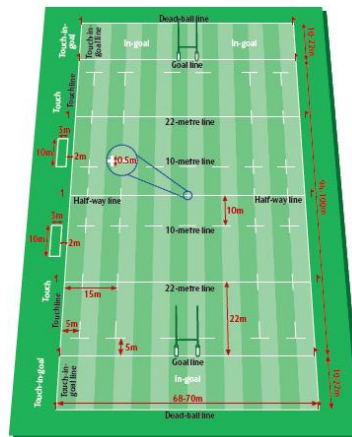 Dead-ball line
Touch-in-goal
Touch-in-goal line
In-goal
In-goal
10-22m
Goal line
Touchline
22-metre line
Touch
3m
10m
2m
0.5m
10-metre line
Half-way line
Half-way line
10m
3m
10m
2m
10-metre line
Touch
Touchline
22-metre line
15m
22m
5m
5m
Goal line
Touch-in-goal
Touch-in-goal line
In-goal
10-22m
68-70m
Dead-ball line